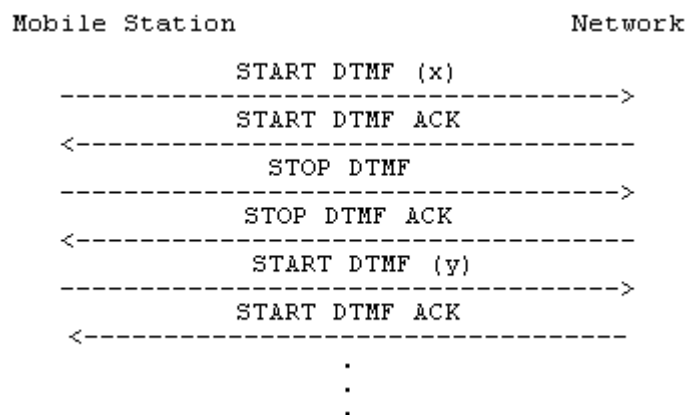 Mobile Station Network
START DTMF (x)
----------------------------------->
START DTMF ACK
<-----------------------------------
STOP DTMF
----------------------------------->
STOP DTMF ACK
<-----------------------------------
START DTMF (y)
----------------------------------->
START DTMF ACK
<----------------------------------
.
.
.